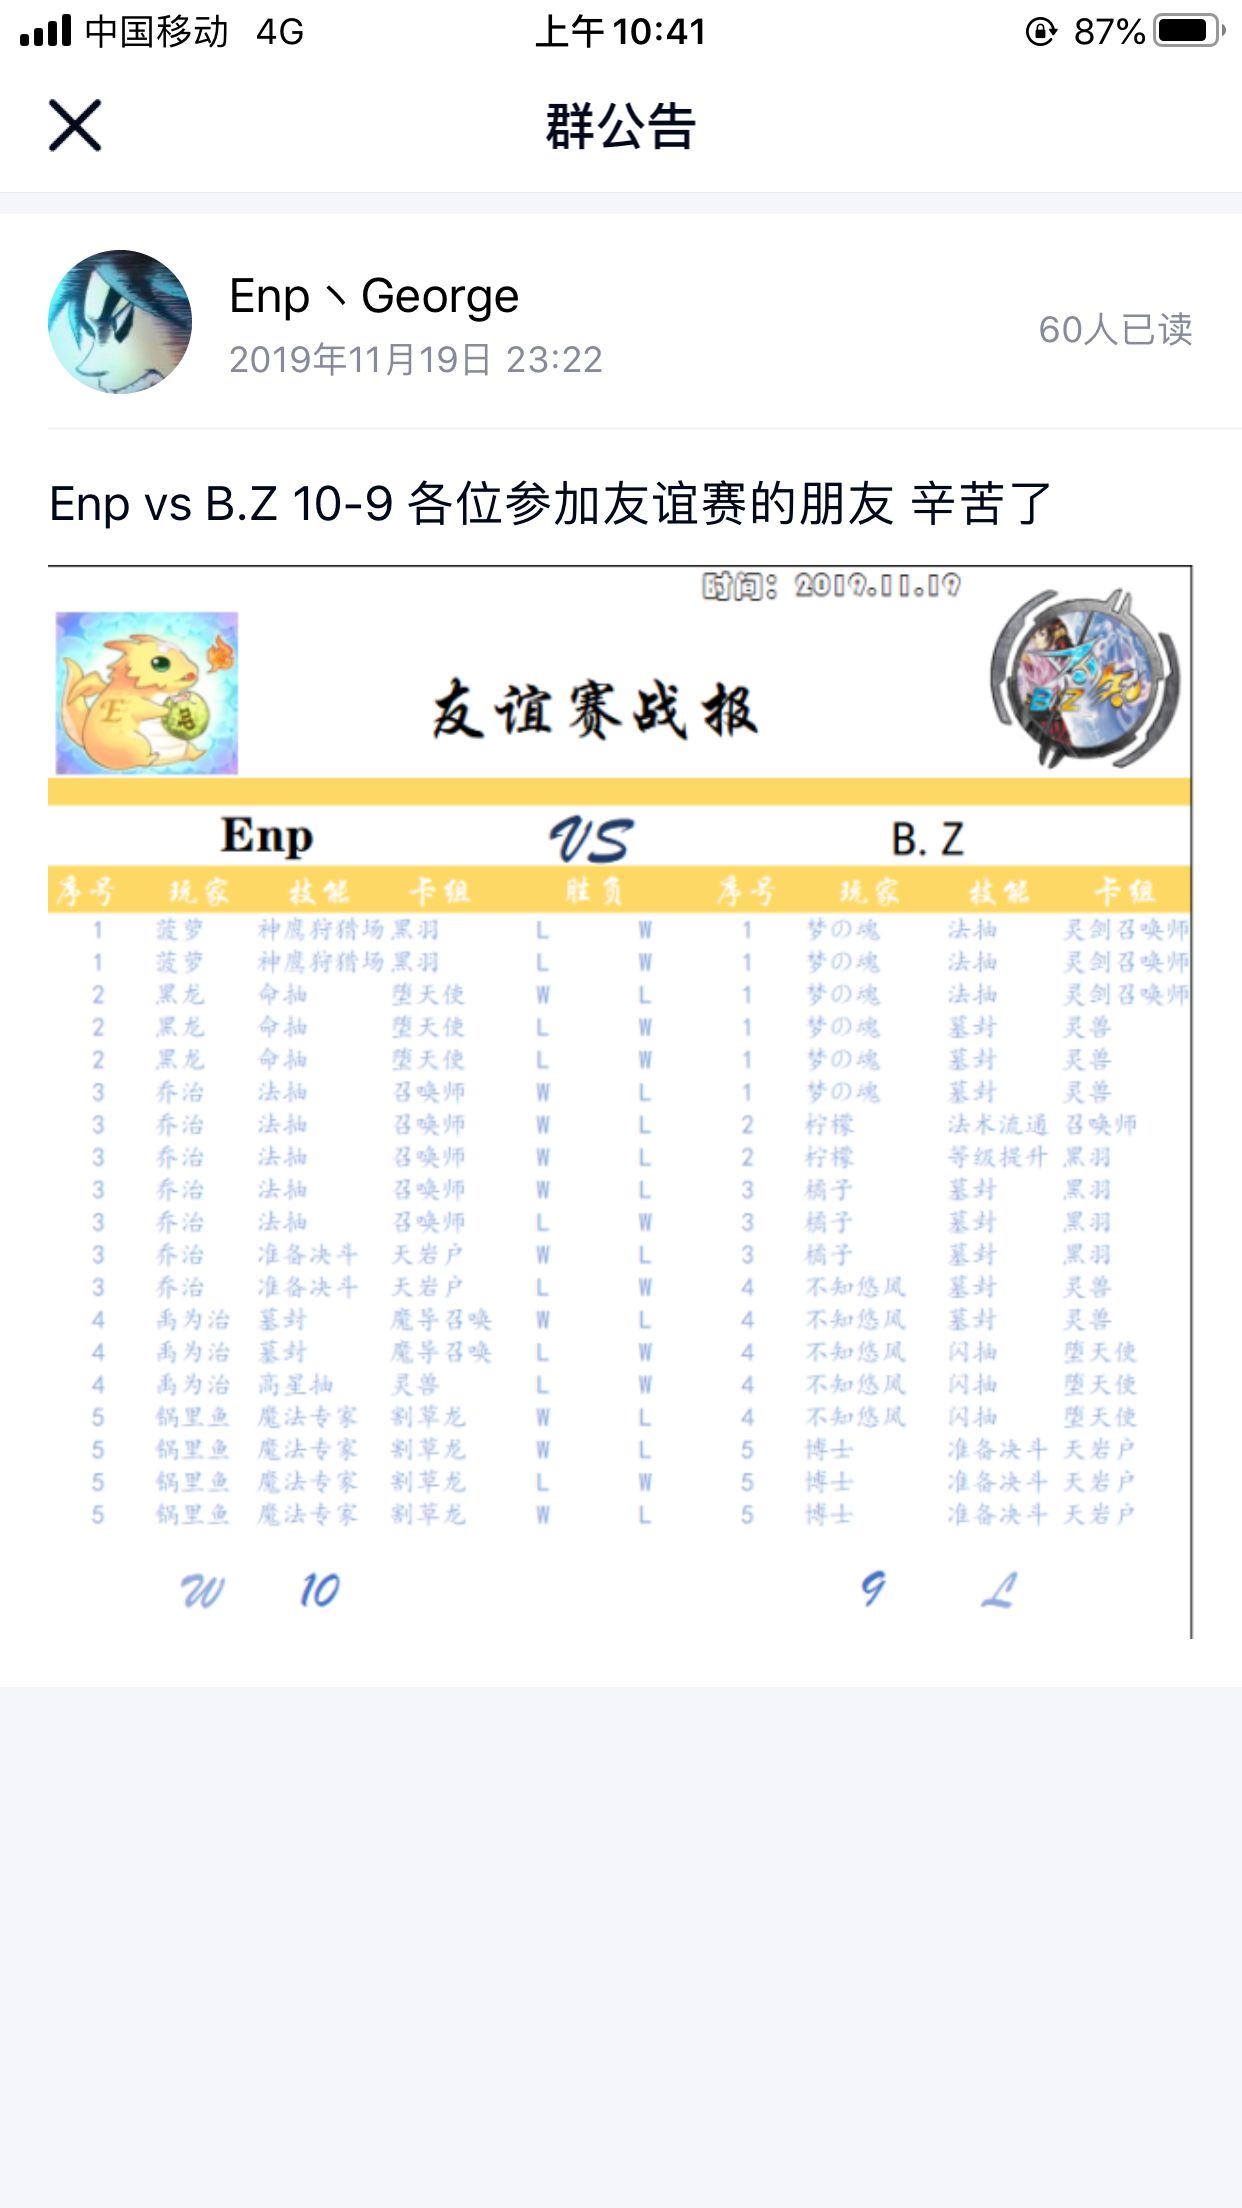 中国移动 4G 上午10:41 87%
群公告
Enp丶George
2019年11月19日 23:22
60人已读
Enp vs B.Z 10-9 各位参加友谊赛的朋友 辛苦了
时间：2019.11.19
友谊赛战报
Enp VS B.Z
序号 玩家 技能 卡组 胜负 序号 玩家 技能 卡组
1 菠萝 神鹰狩猎场 黑羽 L W 1 梦の魂 法抽 灵剑召唤师
1 菠萝 神鹰狩猎场 黑羽 L W 1 梦の魂 法抽 灵剑召唤师
2 黑龙 命抽 堕天使 W L 1 梦の魂 法抽 灵剑召唤师
2 黑龙 命抽 堕天使 L W 1 梦の魂 墓封 灵兽
2 黑龙 命抽 堕天使 L W 1 梦の魂 墓封 灵兽
3 乔治 法抽 召唤师 W L 1 梦の魂 墓封 灵兽
3 乔治 法抽 召唤师 W L 2 柠檬 法术流通 召唤师
3 乔治 法抽 召唤师 W L 2 柠檬 等级提升 黑羽
3 乔治 法抽 召唤师 W L 3 橘子 墓封 黑羽
3 乔治 法抽 召唤师 L W 3 橘子 墓封 黑羽
3 乔治 准备决斗 天岩户 W L 3 橘子 墓封 黑羽
3 乔治 准备决斗 天岩户 L W 4 不知悠风 墓封 灵兽
4 禹为治 墓封 魔导召唤 W L 4 不知悠风 墓封 灵兽
4 禹为治 墓封 魔导召唤 L W 4 不知悠风 闪抽 堕天使
4 禹为治 高星抽 灵兽 L W 4 不知悠风 闪抽 堕天使
5 锅里鱼 魔法专家 割草龙 W L 4 不知悠风 闪抽 堕天使
5 锅里鱼 魔法专家 割草龙 W L 5 博士 准备决斗 天岩户
5 锅里鱼 魔法专家 割草龙 L W 5 博士 准备决斗 天岩户
5 锅里鱼 魔法专家 割草龙 W L 5 博士 准备决斗 天岩户
W 10 9 L